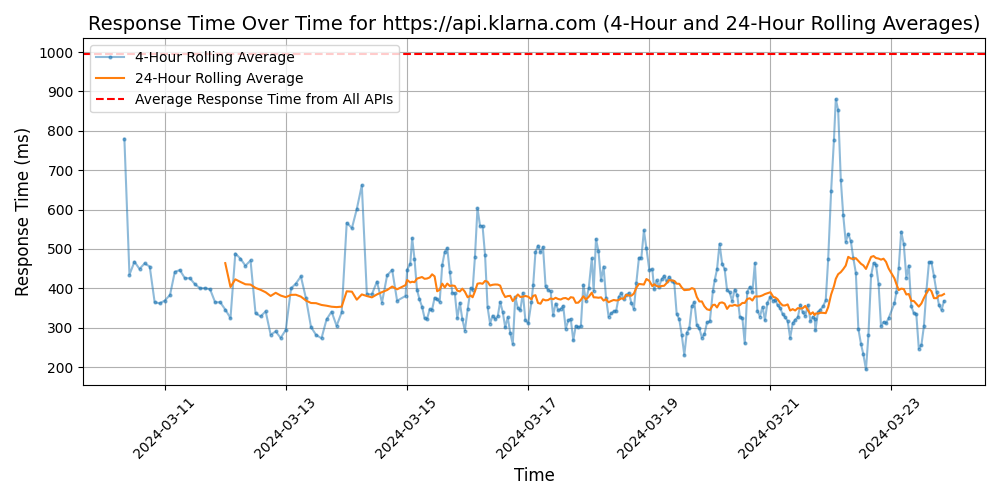 Response Time Over Time for https://api.klarna.com (4-Hour and 24-Hour Rolling Averages)
4-Hour Rolling Average
24-Hour Rolling Average
Average Response Time from All APIs
Response Time (ms)
1000
900
800
700
600
500
400
300
200
2024-03-11
2024-03-13
2024-03-15
2024-03-17
2024-03-19
2024-03-21
2024-03-23
Time